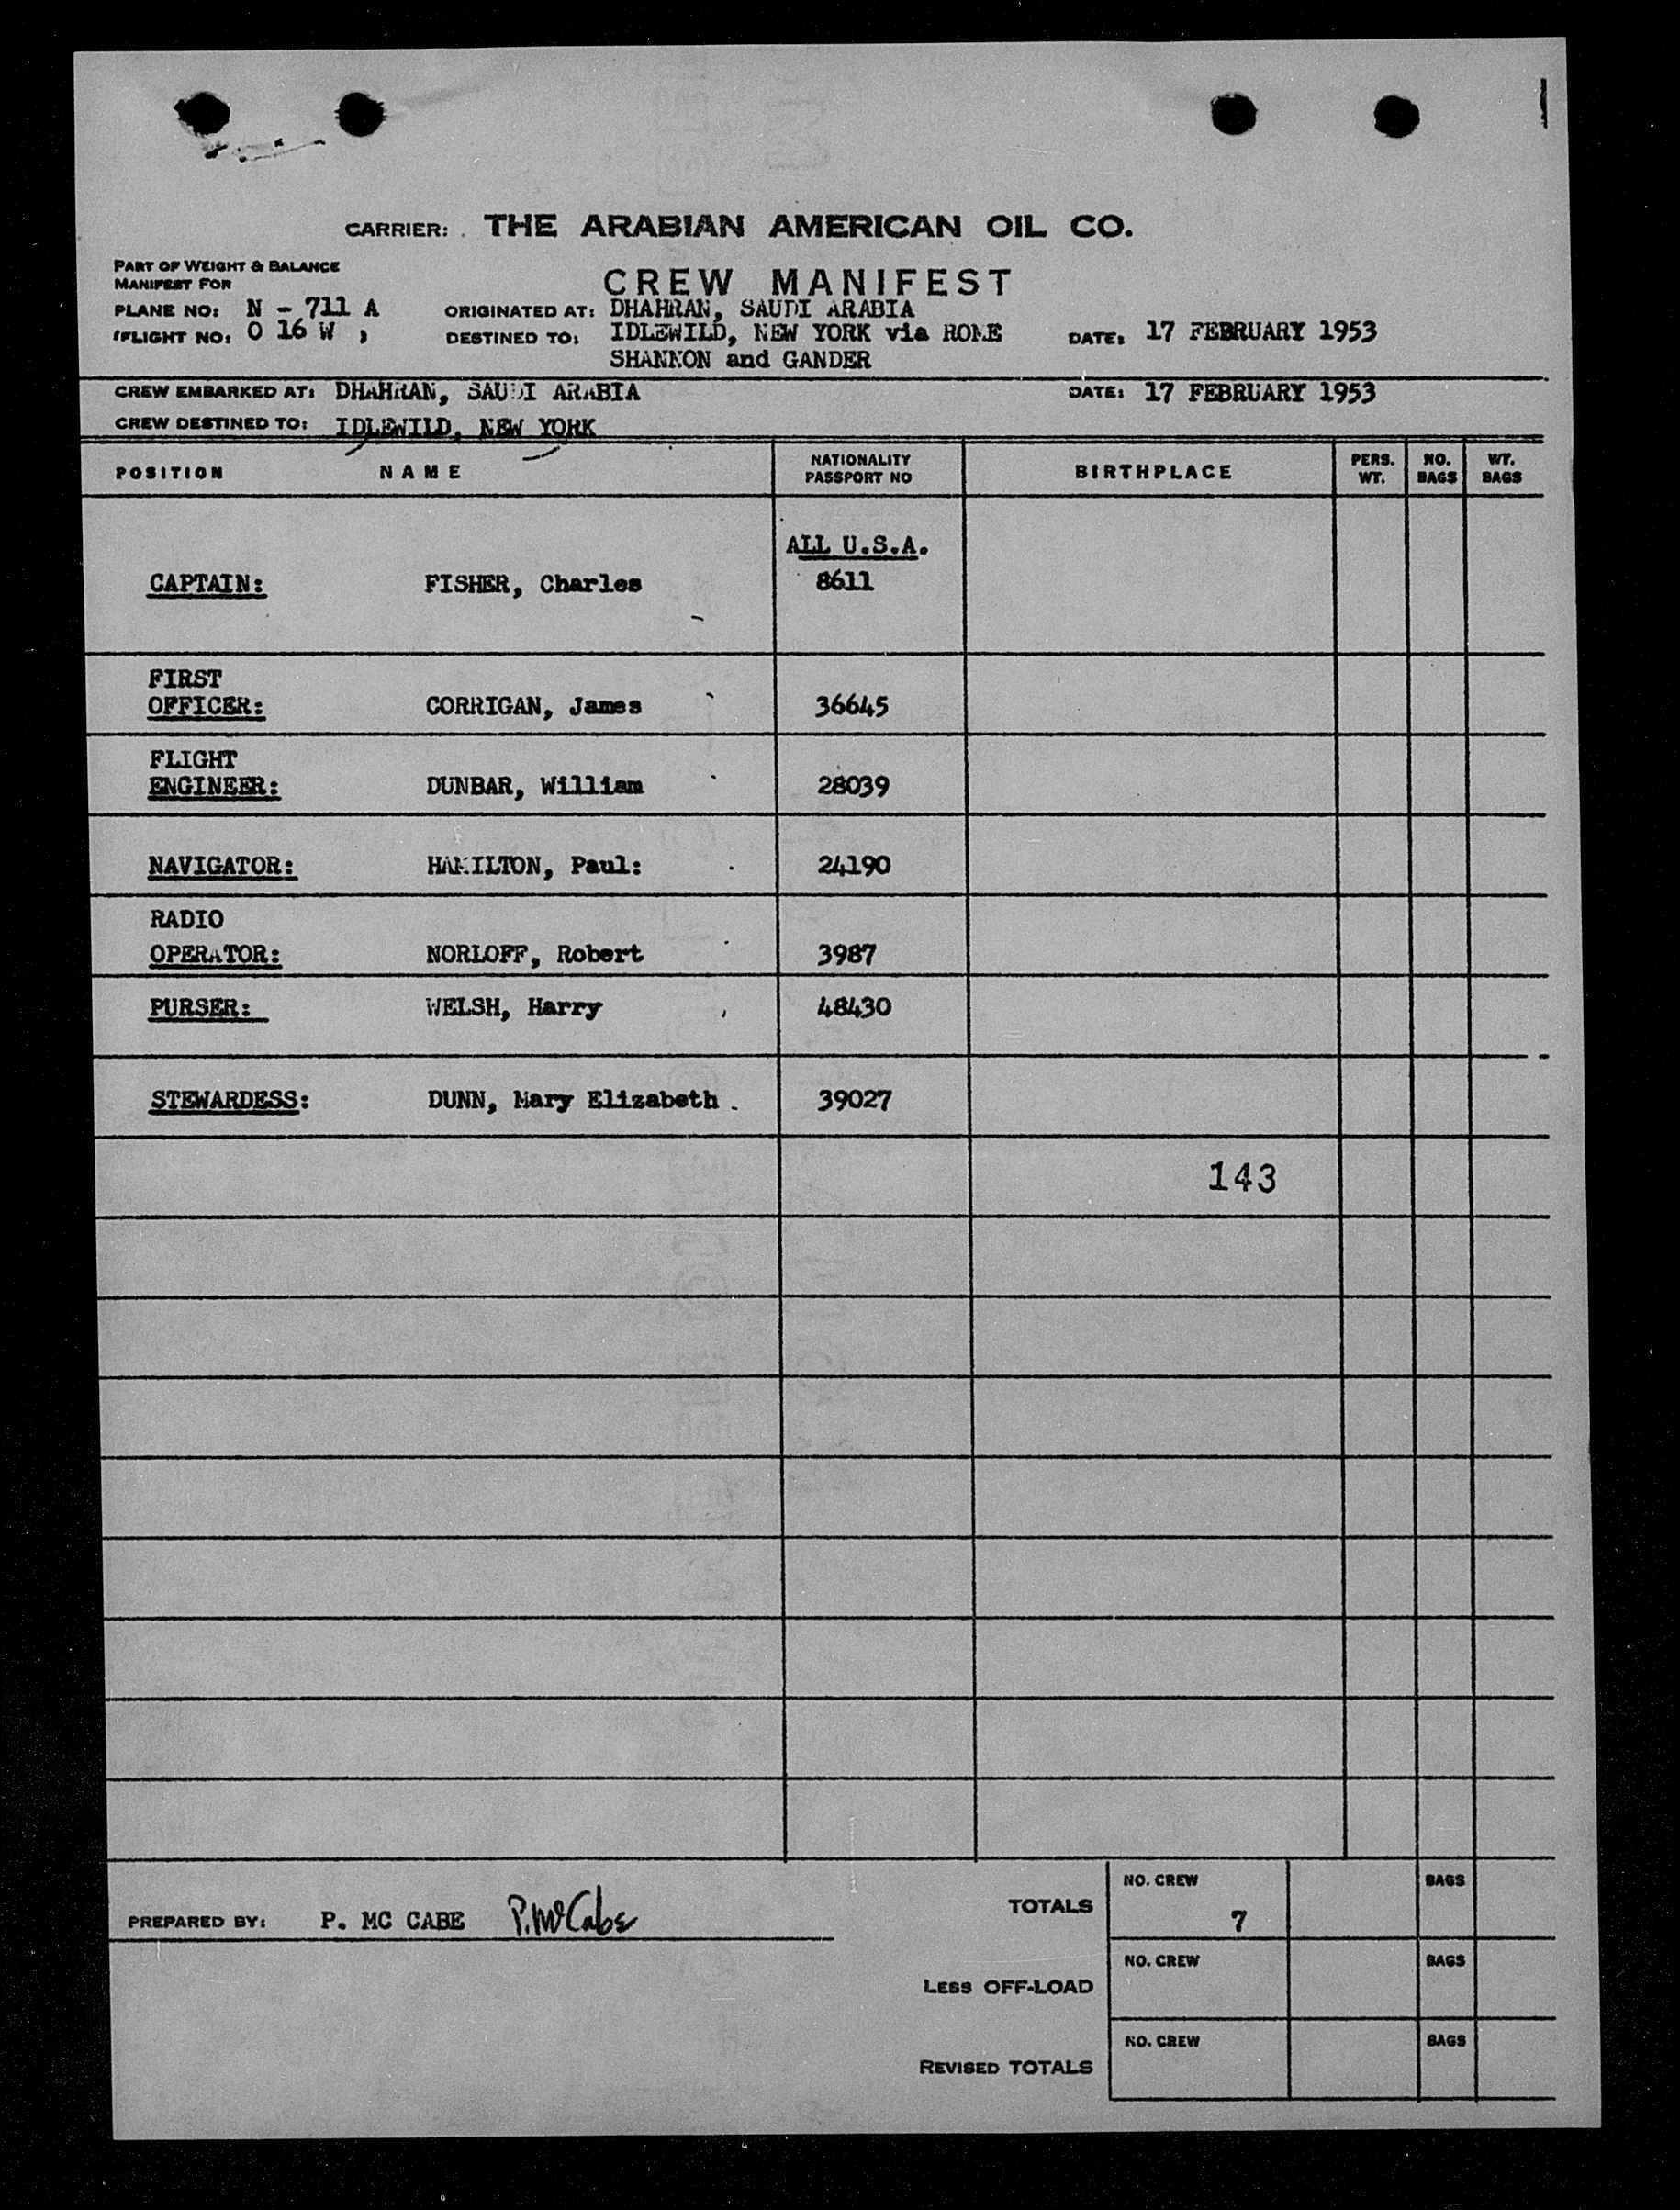 CARRIER: THE ARABIAN AMERICAN OIL CO.
PART OF WEIGHT & BALANCE
MANIFEST FOR
CREW MANIFEST
PLANE NO: N - 711 A ORIGINATED AT: DHAHRAN, SAUDI ARABIA
(FLIGHT NO: O 16 W ) DESTINED TO: IDLEWILD, NEW YORK via ROME DATE: 17 FEBRUARY 1953
SHANNON and GANDER
CREW EMBARKED AT: DHAHRAN, SAUDI ARABIA DATE: 17 FEBRUARY 1953
CREW DESTINED TO: IDLEWILD, NEW YORK
POSITION NAME NATIONALITY PASSPORT NO BIRTHPLACE PERS. WT. NO. BAGS WT. BAGS
ALL U.S.A.
CAPTAIN: FISHER, Charles 8611
FIRST
OFFICER: CORRIGAN, James 36645
FLIGHT
ENGINEER: DUNBAR, William 28039
NAVIGATOR: HAMILTON, Paul: 24190
RADIO
OPERATOR: NORLOFF, Robert 3987
PURSER: WELSH, Harry 48430
STEWARDESS: DUNN, Mary Elizabeth . 39027
143
NO. CREW BAGS
TOTALS
PREPARED BY: P. MC CABE P. McCabe 7
NO. CREW BAGS
LESS OFF-LOAD
NO. CREW BAGS
REVISED TOTALS